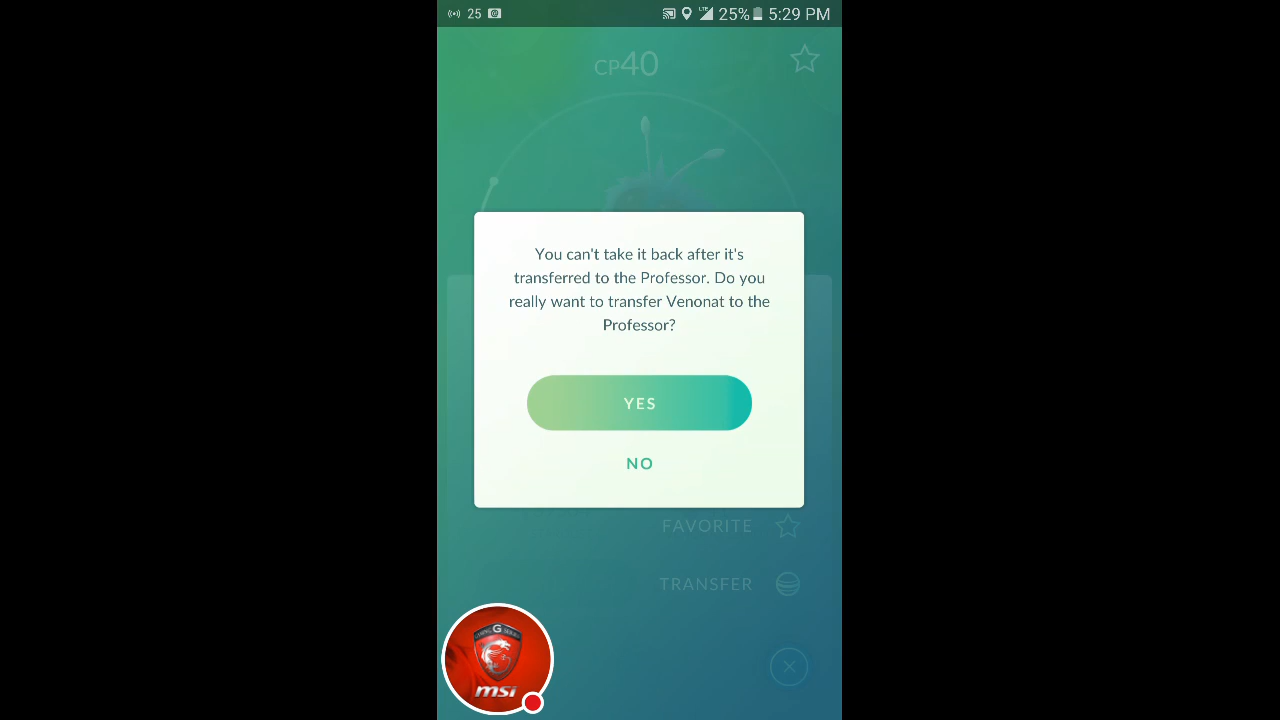 25
25% 5:29 PM
CP40
You can't take it back after it's
transferred to the Professor. Do you
really want to transfer Venonat to the
Professor?
YES
NO
FAVORITE
TRANSFER
G
msi